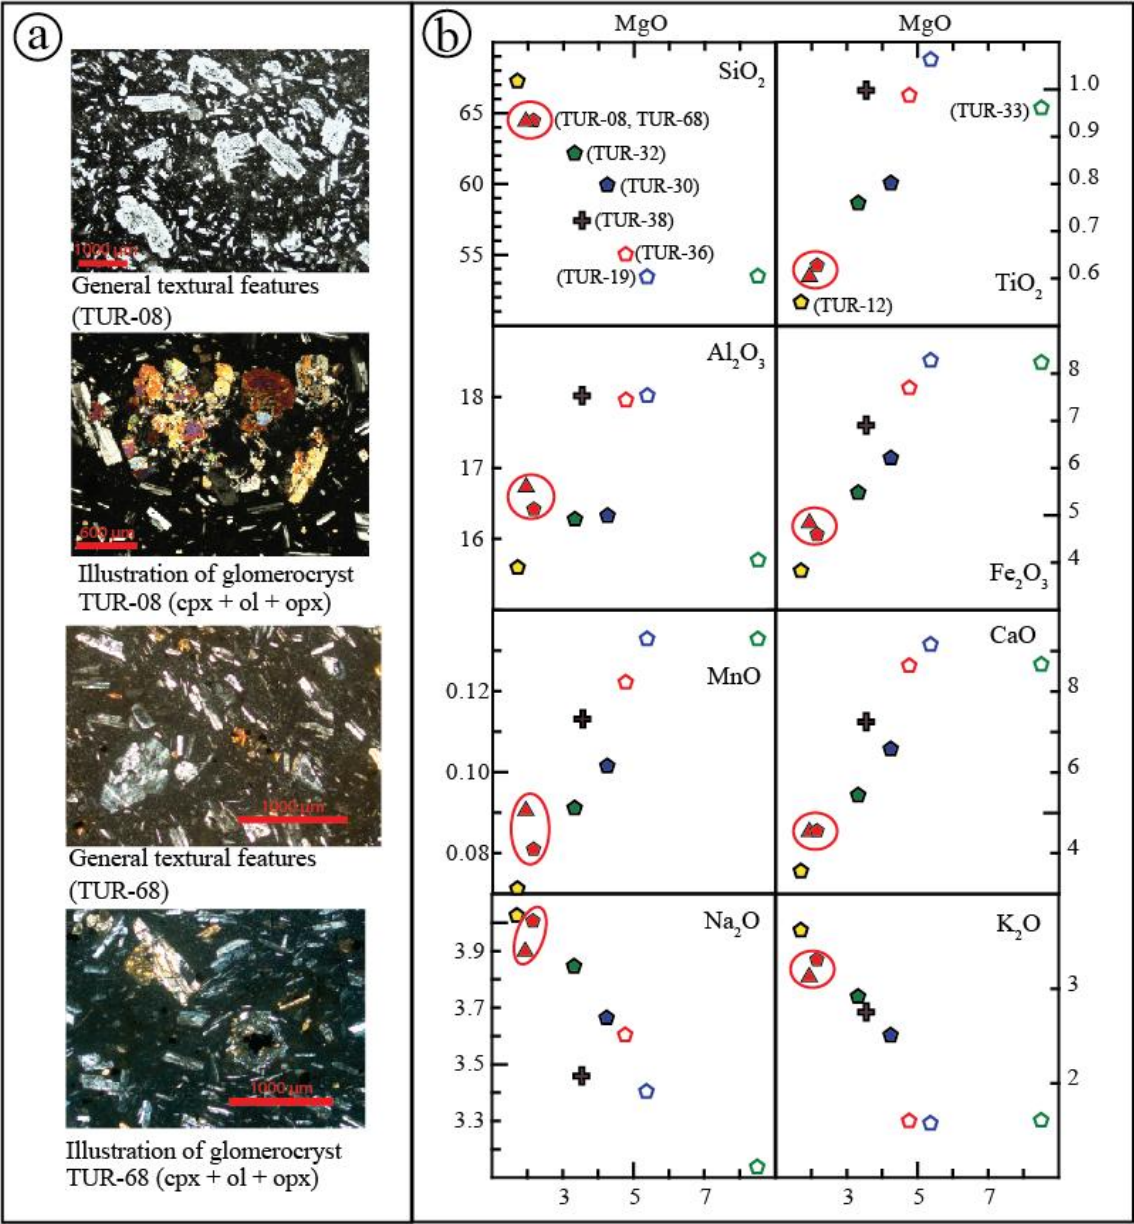 a
1000 μm
General textural features
(TUR-08)
600 μm
Illustration of glomerocryst
TUR-08 (cpx + ol + opx)
1000 μm
General textural features
(TUR-68)
1000 μm
Illustration of glomerocryst
TUR-68 (cpx + ol + opx)
b
MgO
MgO
SiO2
65
60
55
(TUR-08, TUR-68)
(TUR-32)
(TUR-30)
(TUR-38)
(TUR-36)
(TUR-19)
1.0
0.9
0.8
0.7
0.6
(TUR-33)
TiO2
(TUR-12)
Al2O3
18
17
16
8
7
6
5
4
Fe2O3
MnO
0.12
0.10
0.08
CaO
8
6
4
Na2O
3.9
3.7
3.5
3.3
K2O
3
2
3 5 7
3 5 7